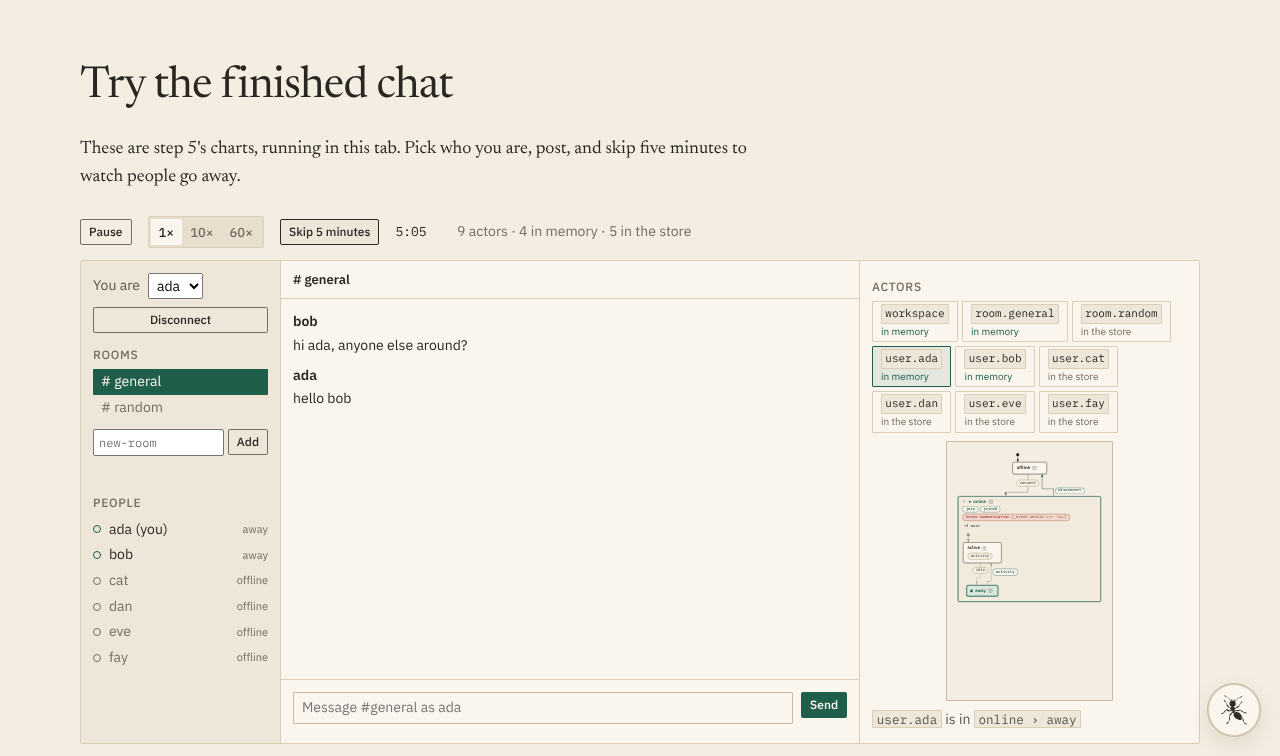 Try the finished chat
These are step 5's charts, running in this tab. Pick who you are, post, and skip five minutes to
watch people go away.
Pause 1× 10× 60× Skip 5 minutes 5:05 9 actors · 4 in memory · 5 in the store
You are ada
Disconnect
ROOMS
# general
# random
new-room Add
PEOPLE
ada (you) away
bob away
cat offline
dan offline
eve offline
fay offline
# general
bob
hi ada, anyone else around?
ada
hello bob
Message #general as ada Send
ACTORS
workspace room.general room.random
in memory in memory in the store
user.ada user.bob user.cat
in memory in memory in the store
user.dan user.eve user.fay
in the store in the store in the store
offline
connect
disconnect
online
join joined
active
activity
idle activity
away
user.ada is in online › away